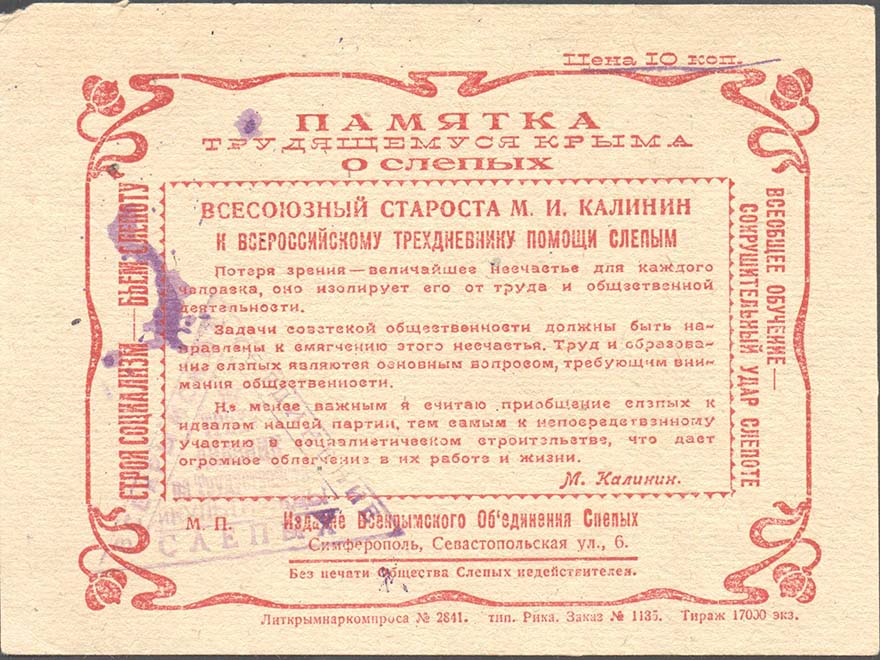 Цена 10 коп.
ПАМЯТКА
ТРУДЯЩЕМУСЯ КРЫМА
О СЛЕПЫХ
СТРОЯ СОЦИАЛИЗМ — БЬЕМ СЛЕПОТУ
ВСЕСОЮЗНЫЙ СТАРОСТА М. И. КАЛИНИН
К ВСЕРОССИЙСКОМУ ТРЕХДНЕВНИКУ ПОМОЩИ СЛЕПЫМ
Потеря зрения — величайшее несчастье для каждого
человека, оно изолирует его от труда и общественной
деятельности.
Задачи советской общественности должны быть на-
правлены к смягчению этого несчастья. Труд и образова-
ние слепых являются основным вопросом, требующим вни-
мания общественности.
Не менее важным я считаю приобщение слепых к
идеалам нашей партии, тем самым к непосредственному
участию в социалистическом строительстве, что дает
огромное облегчение в их работе и жизни.
М. Калинин.
ВСЕОБЩЕЕ ОБУЧЕНИЕ —
СОКРУШИТЕЛЬНЫЙ УДАР СЛЕПОТЕ
М. П.
Издание Всекрымского Об'единения Слепых
Симферополь, Севастопольская ул., 6.
Без печати Общества Слепых недействителен.
СЛЕПЫХ
Литкрымнаркомпроса № 2841. тип. Рика. Заказ № 1135. Тираж 17000 экз.